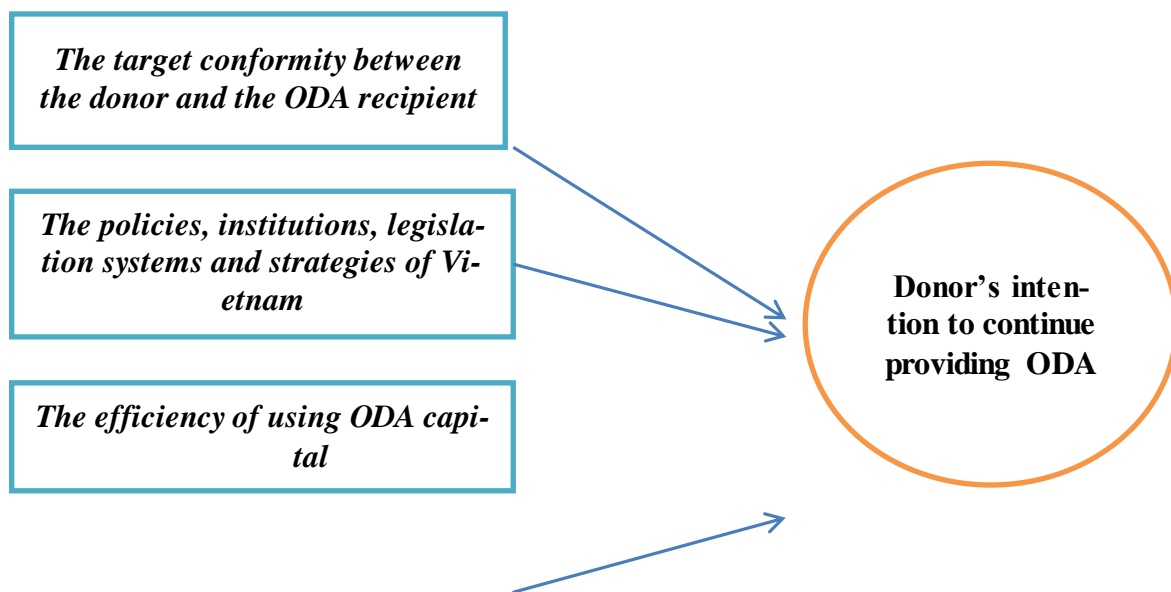 The target conformity between
the donor and the ODA recipient
The policies, institutions, legisla-
tion systems and strategies of Vi-
etnam
The efficiency of using ODA capi-
tal
Donor’s inten-
tion to continue
providing ODA